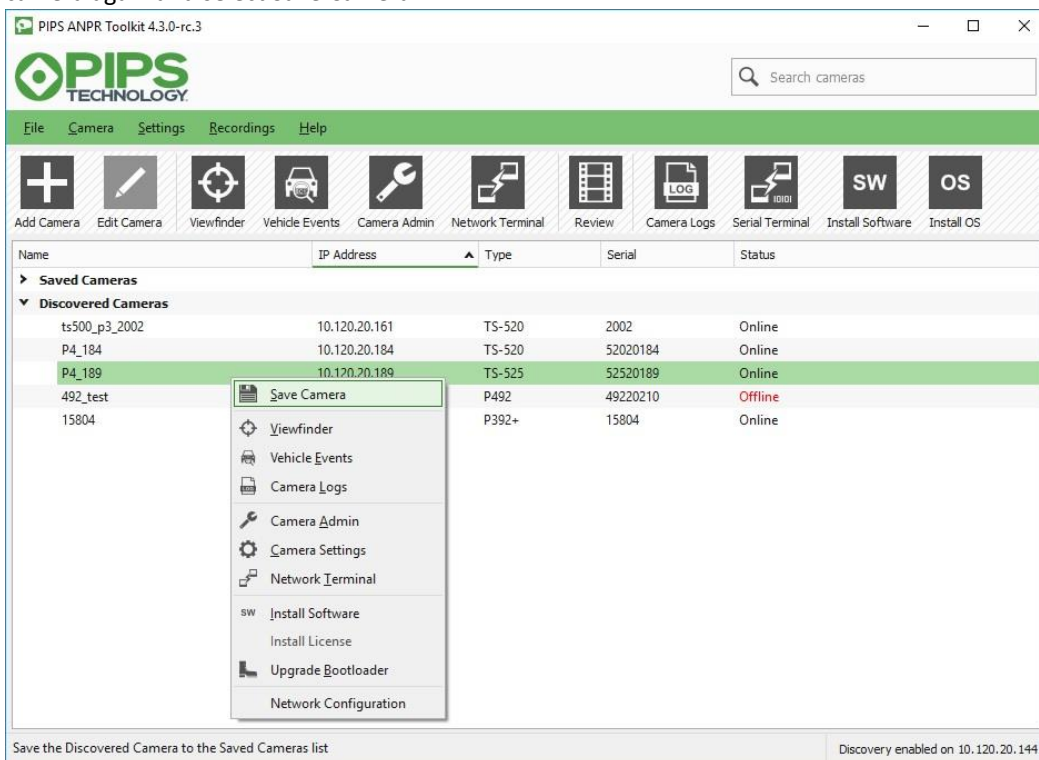 PIPS ANPR Toolkit 4.3.0-rc.3
PIPS
TECHNOLOGY.
Search cameras
File Camera Settings Recordings Help
LOG
IOIOI
SW
OS
Add Camera Edit Camera Viewfinder Vehicle Events Camera Admin Network Terminal Review Camera Logs Serial Terminal Install Software Install OS
Name IP Address Type Serial Status
Saved Cameras
Discovered Cameras
ts500_p3_2002 10.120.20.161 TS-520 2002 Online
P4_184 10.120.20.184 TS-520 52020184 Online
P4_189 10.120.20.189 TS-525 52520189 Online
492_test P492 49220210 Offline
15804 P392+ 15804 Online
Save Camera
Viewfinder
Vehicle Events
Camera Logs
Camera Admin
Camera Settings
Network Terminal
SW Install Software
Install License
Upgrade Bootloader
Network Configuration
Save the Discovered Camera to the Saved Cameras list
Discovery enabled on 10.120.20.144